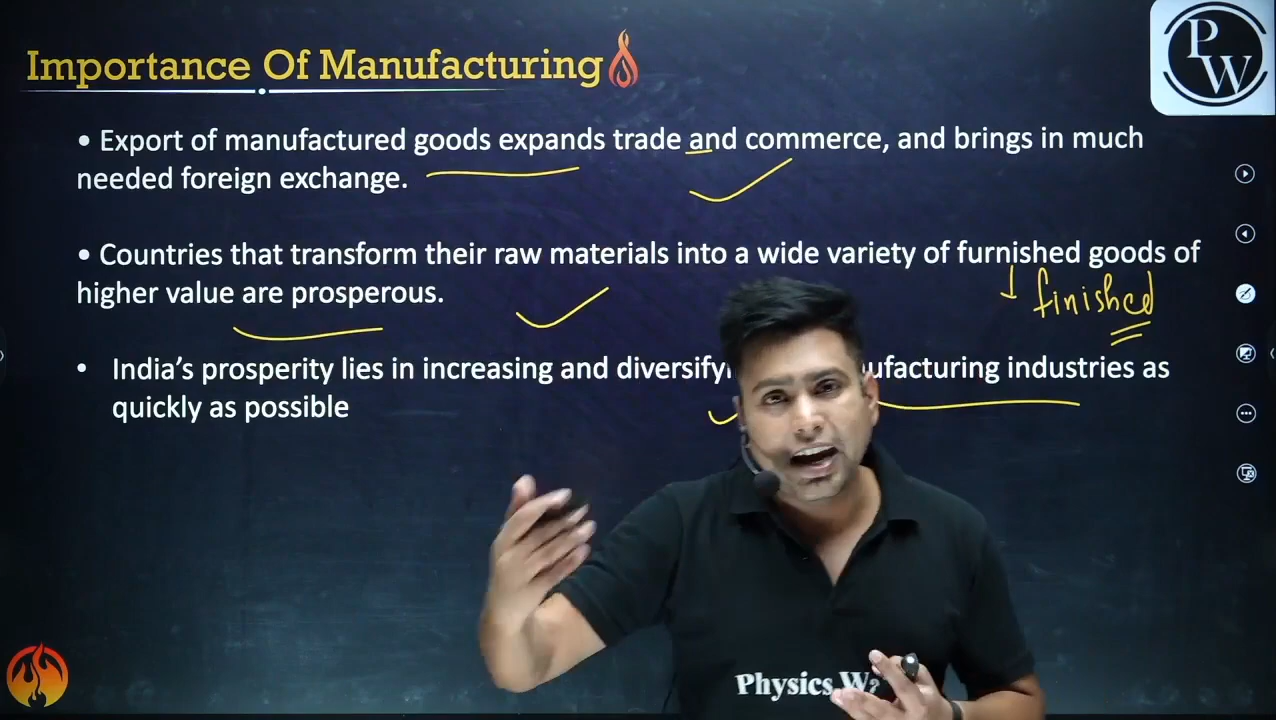 Importance Of Manufacturing
PW
• Export of manufactured goods expands trade and commerce, and brings in much
needed foreign exchange.
• Countries that transform their raw materials into a wide variety of furnished goods of
higher value are prosperous.
finished
• India’s prosperity lies in increasing and ufacturing industries as
quickly as possible
Physics